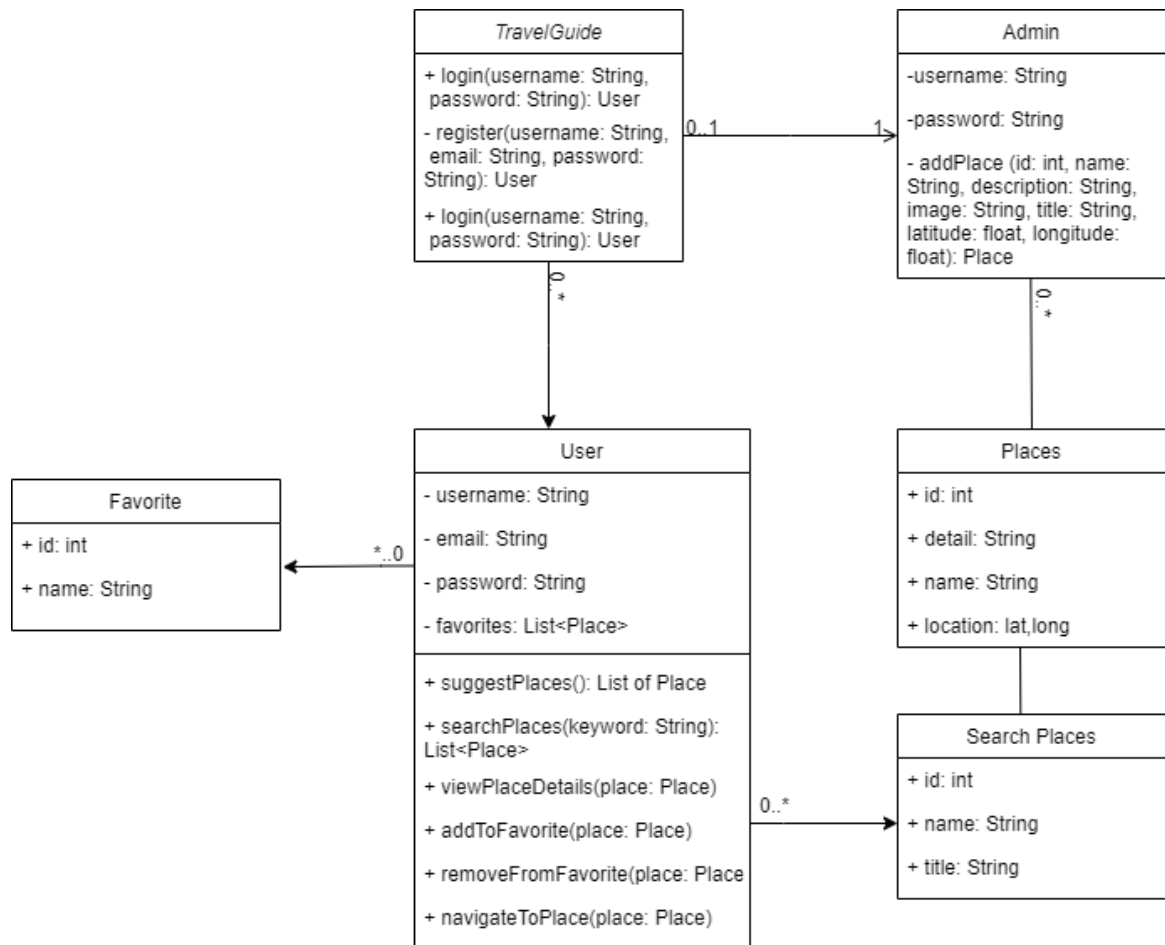 TravelGuide
+ login(username: String,
password: String): User
- register(username: String,
email: String, password:
String): User
+ login(username: String,
password: String): User
Admin
-username: String
-password: String
- addPlace (id: int, name:
String, description: String,
image: String, title: String,
latitude: float, longitude:
float): Place
0..1
1
0..*
0..*
User
- username: String
- email: String
- password: String
- favorites: List<Place>
+ suggestPlaces(): List of Place
+ searchPlaces(keyword: String):
List<Place>
+ viewPlaceDetails(place: Place)
+ addToFavorite(place: Place)
+ removeFromFavorite(place: Place
+ navigateToPlace(place: Place)
Favorite
+ id: int
+ name: String
*..0
Places
+ id: int
+ detail: String
+ name: String
+ location: lat,long
0..*
Search Places
+ id: int
+ name: String
+ title: String